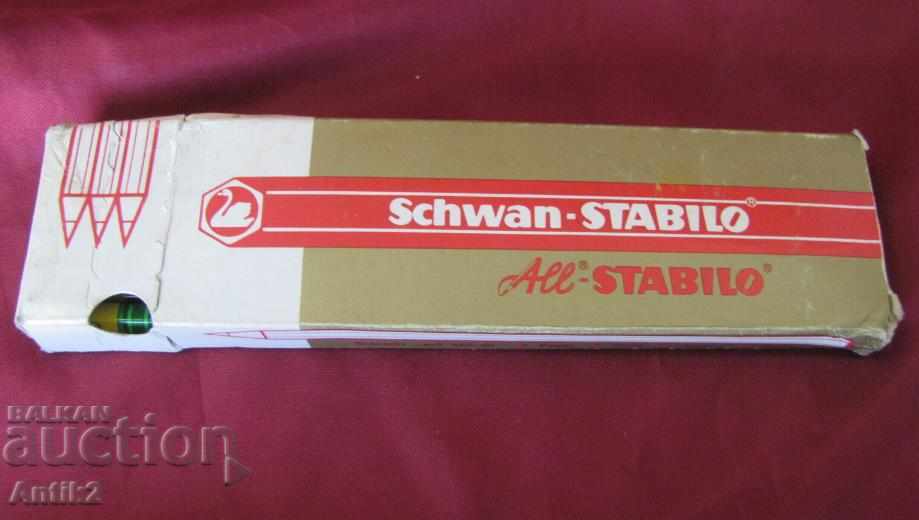 Schwan-STABILO®
All®-STABILO®
BALKAN
auction
Antik2